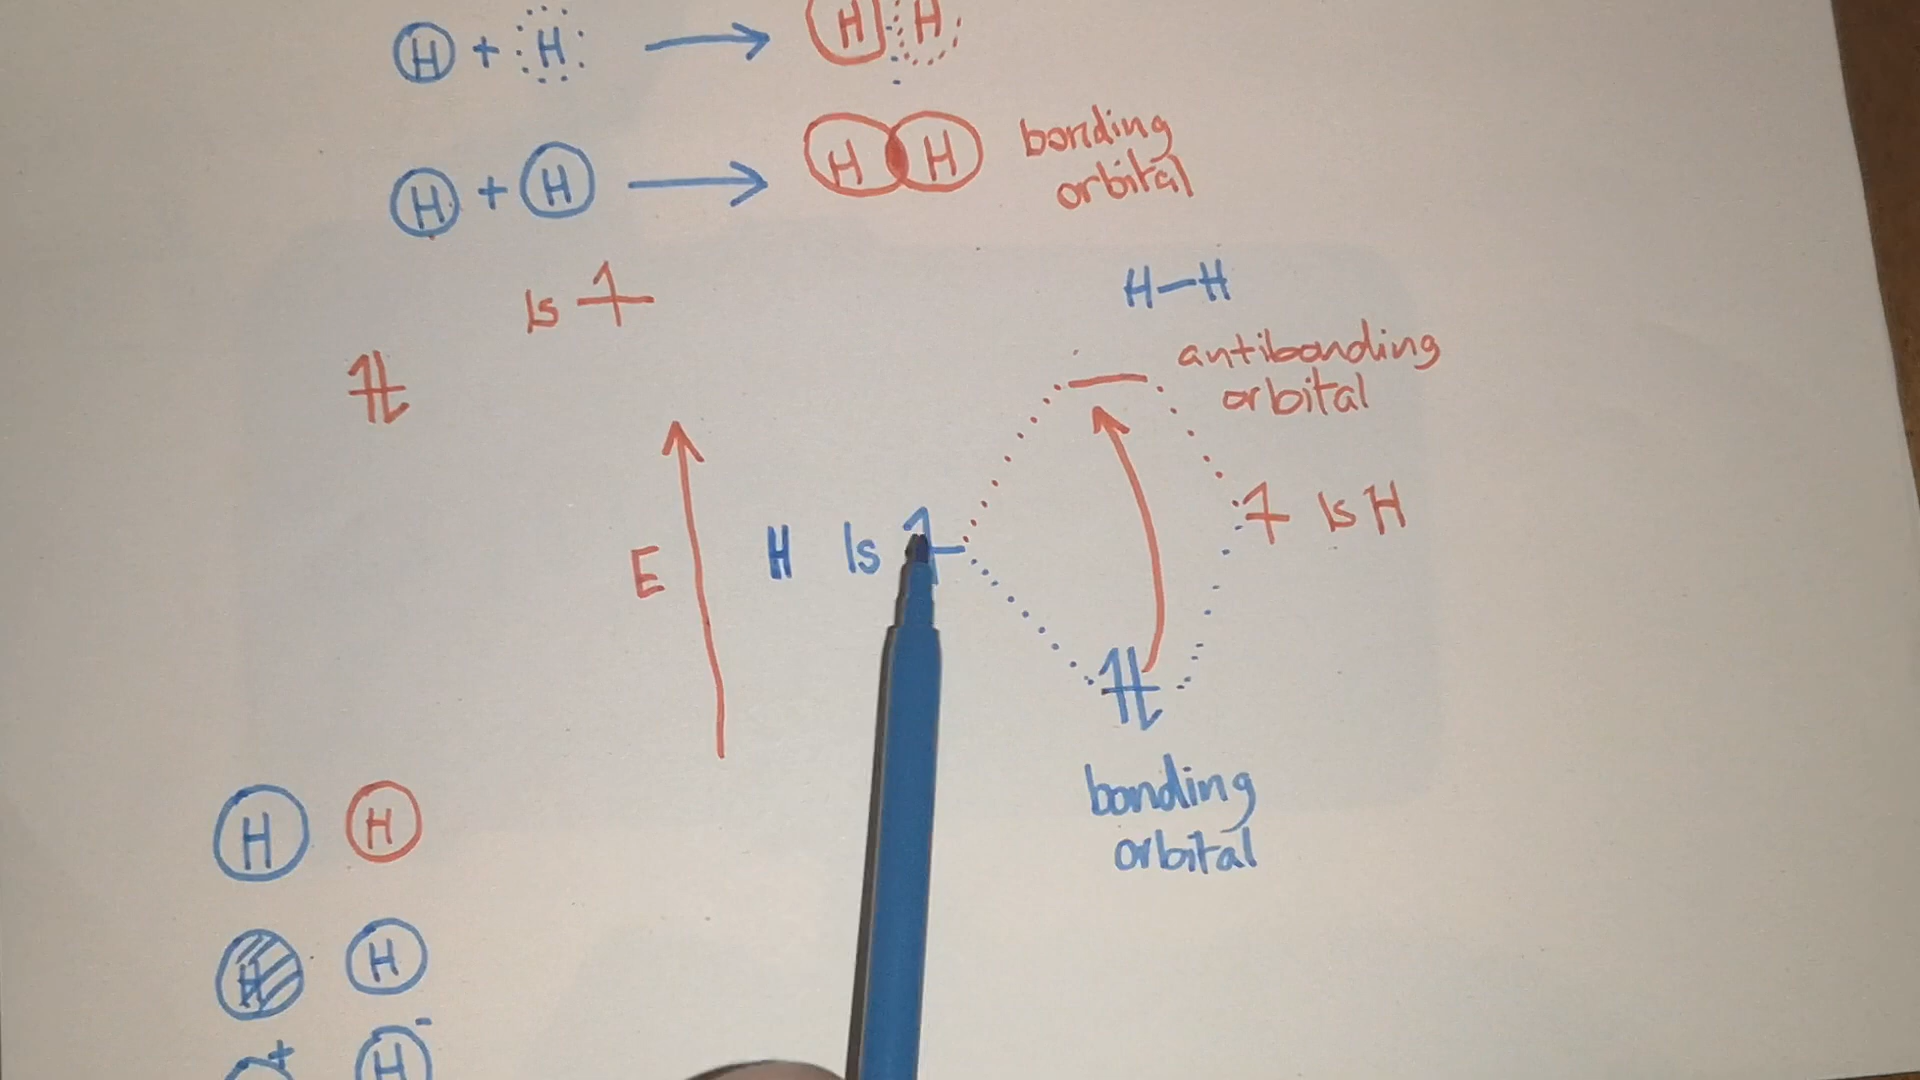 H + H → H H
H + H → H H bonding
orbital
1s
H—H
antibonding
orbital
E
H 1s
1s H
bonding
orbital
H H
H H
+ H -